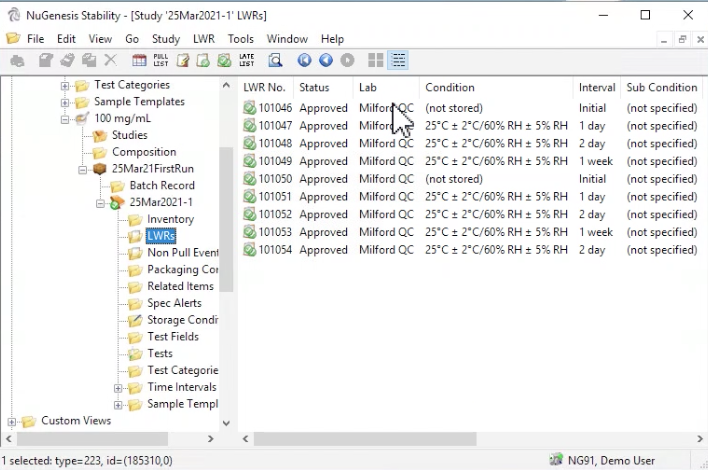 NuGenesis Stability - [Study '25Mar2021-1' LWRs]
File Edit View Go Study LWR Tools Window Help
FULL LIST LATE LIST
Test Categories
Sample Templates
100 mg/mL
Studies
Composition
25Mar21FirstRun
Batch Record
25Mar2021-1
Inventory
LWRs
Non Pull Event
Packaging Cor
Related Items
Spec Alerts
Storage Condi
Test Fields
Tests
Test Categorie
Time Intervals
Sample Templ
Custom Views
LWR No. Status Lab Condition Interval Sub Condition
101046 Approved Milford QC (not stored) Initial (not specified)
101047 Approved Milford QC 25°C ± 2°C/60% RH ± 5% RH 1 day (not specified)
101048 Approved Milford QC 25°C ± 2°C/60% RH ± 5% RH 2 day (not specified)
101049 Approved Milford QC 25°C ± 2°C/60% RH ± 5% RH 1 week (not specified)
101050 Approved Milford QC (not stored) Initial (not specified)
101051 Approved Milford QC 25°C ± 2°C/60% RH ± 5% RH 1 day (not specified)
101052 Approved Milford QC 25°C ± 2°C/60% RH ± 5% RH 2 day (not specified)
101053 Approved Milford QC 25°C ± 2°C/60% RH ± 5% RH 1 week (not specified)
101054 Approved Milford QC 25°C ± 2°C/60% RH ± 5% RH 2 day (not specified)
1 selected: type=223, id=(185310,0) NG91, Demo User